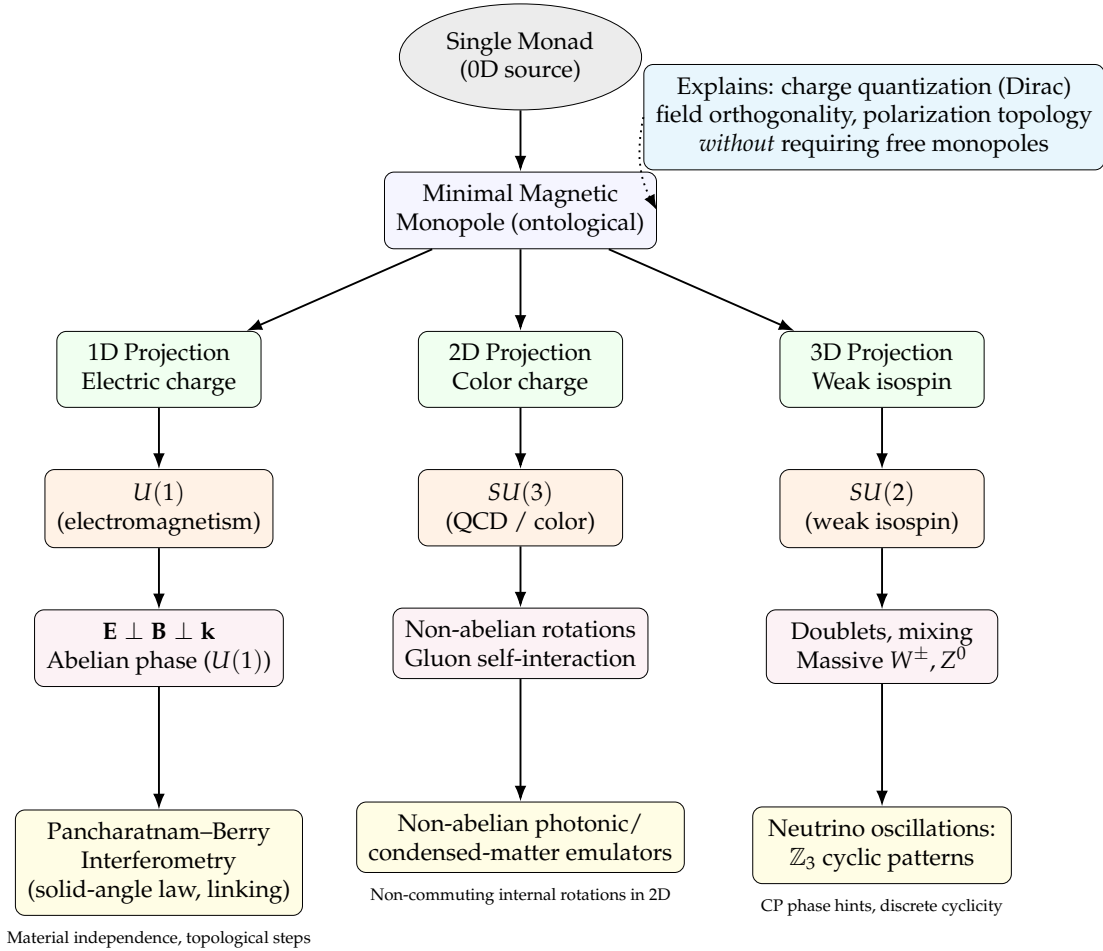 Single Monad
(0D source)
Explains: charge quantization (Dirac)
field orthogonality, polarization topology
without requiring free monopoles
Minimal Magnetic
Monopole (ontological)
1D Projection
Electric charge
2D Projection
Color charge
3D Projection
Weak isospin
U(1)
(electromagnetism)
SU(3)
(QCD / color)
SU(2)
(weak isospin)
E ⊥ B ⊥ k
Abelian phase (U(1))
Non-abelian rotations
Gluon self-interaction
Doublets, mixing
Massive W±, Z⁰
Pancharatnam–Berry
Interferometry
(solid-angle law, linking)
Non-abelian photonic/
condensed-matter emulators
Neutrino oscillations:
ℤ₃ cyclic patterns
Material independence, topological steps
Non-commuting internal rotations in 2D
CP phase hints, discrete cyclicity